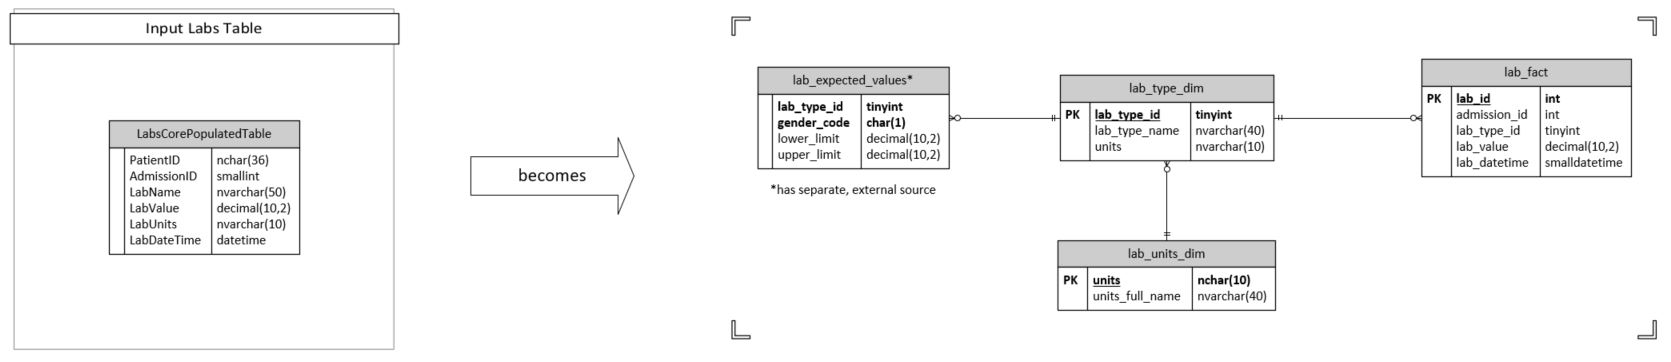 Input Labs Table
LabsCorePopulatedTable
PatientID nchar(36)
AdmissionID smallint
LabName nvarchar(50)
LabValue decimal(10,2)
LabUnits nvarchar(10)
LabDateTime datetime
becomes
lab_expected_values*
lab_type_id tinyint
gender_code char(1)
lower_limit decimal(10,2)
upper_limit decimal(10,2)
*has separate, external source
lab_type_dim
PK lab_type_id tinyint
lab_type_name nvarchar(40)
units nvarchar(10)
lab_units_dim
PK units nchar(10)
units_full_name nvarchar(40)
lab_fact
PK lab_id int
admission_id int
lab_type_id tinyint
lab_value decimal(10,2)
lab_datetime smalldatetime